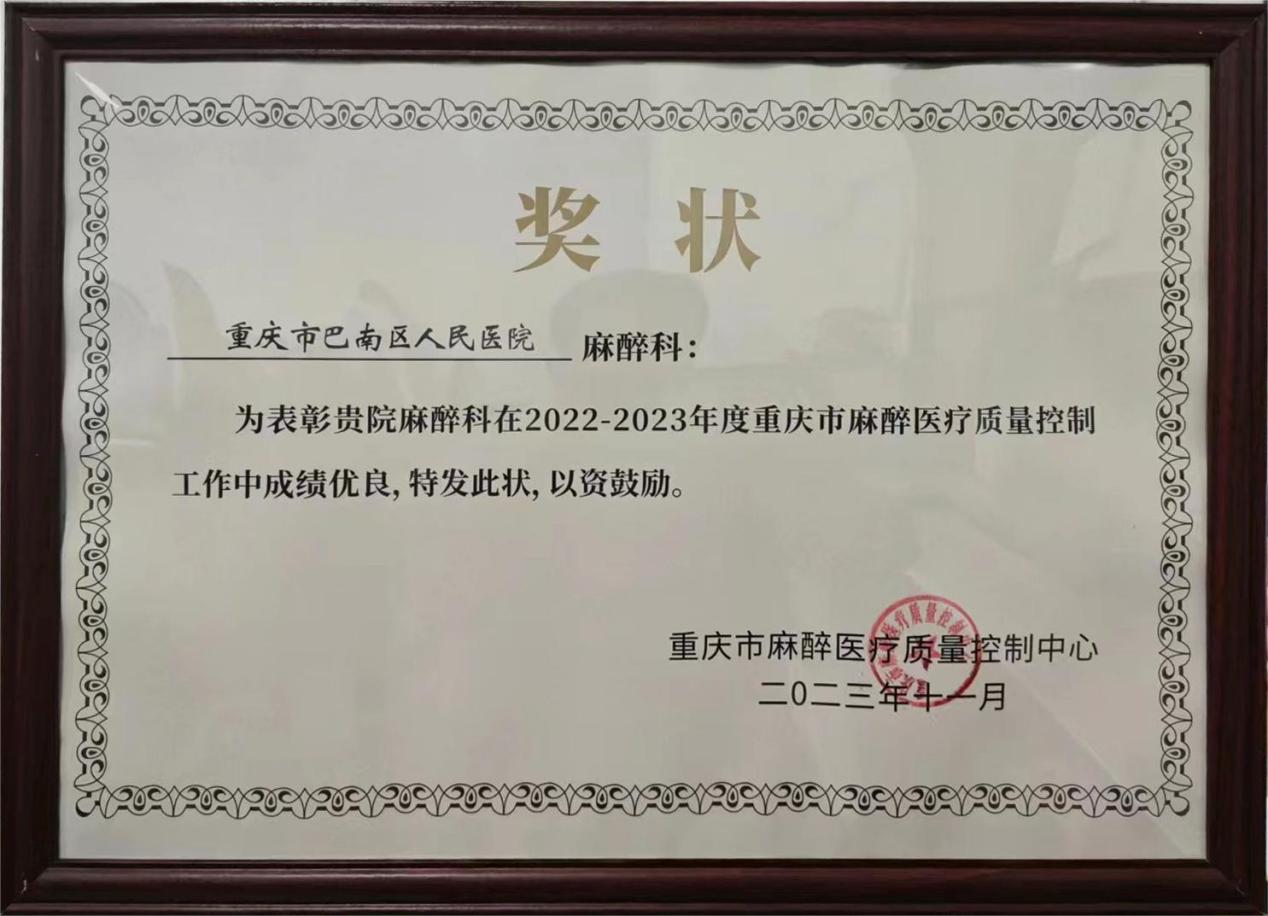 奖 状
重庆市巴南区人民医院 麻醉科：
为表彰贵院麻醉科在2022-2023年度重庆市麻醉医疗质量控制
工作中成绩优良，特发此状，以资鼓励。
重庆市麻醉医疗质量控制中心
二〇二三年十一月